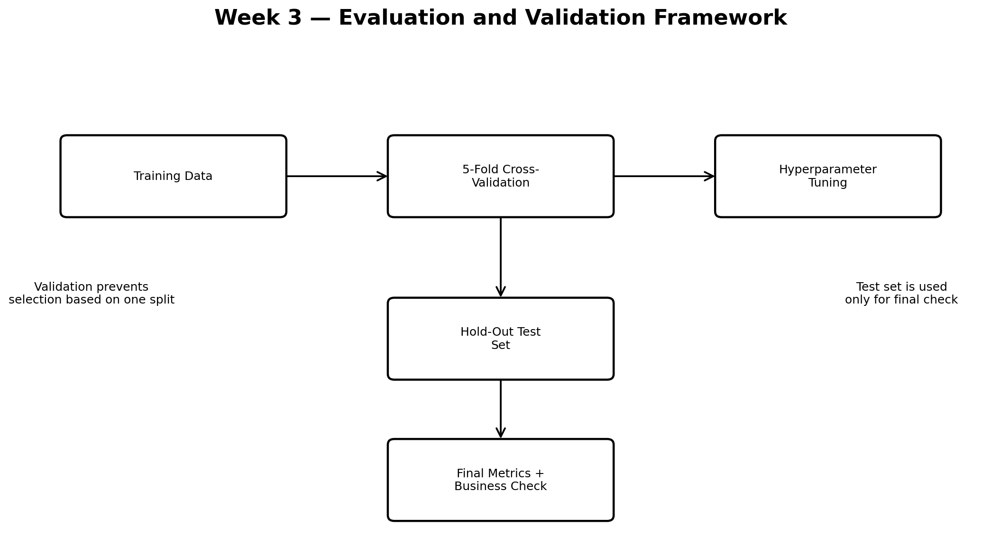 Week 3 — Evaluation and Validation Framework
Training Data
5-Fold Cross-
Validation
Hyperparameter
Tuning
Validation prevents
selection based on one split
Test set is used
only for final check
Hold-Out Test
Set
Final Metrics +
Business Check